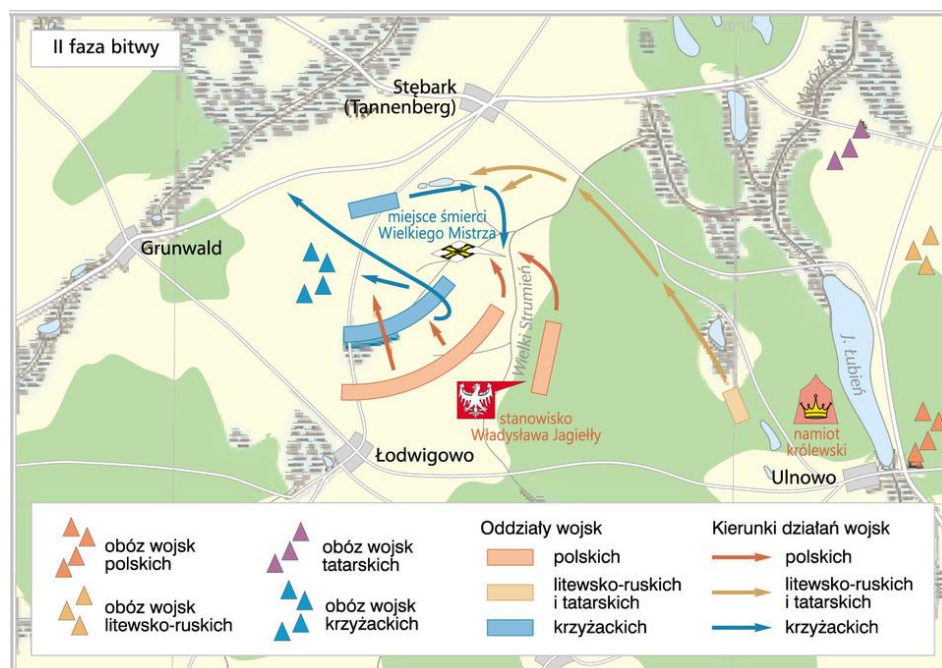 II faza bitwy
Stębark
(Tannenberg)
Marózka
miejsce śmierci
Wielkiego Mistrza
Grunwald
Wielki Strumień
J. Łubień
stanowisko
Władysława Jagiełły
namiot
królewski
Łodwigowo
Ulnowo
obóz wojsk
polskich
obóz wojsk
litewsko-ruskich
obóz wojsk
tatarskich
obóz wojsk
krzyżackich
Oddziały wojsk
polskich
litewsko-ruskich
i tatarskich
krzyżackich
Kierunki działań wojsk
polskich
litewsko-ruskich
i tatarskich
krzyżackich